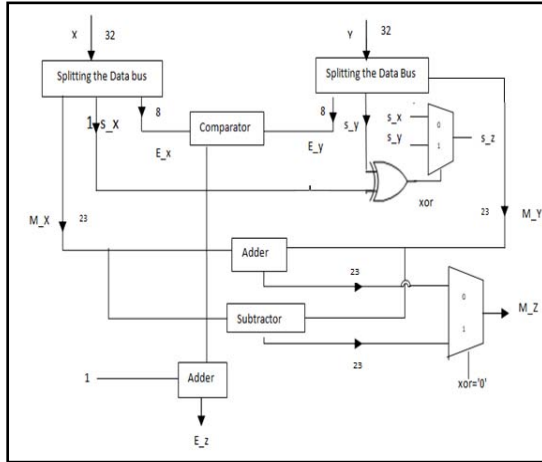 X
32
Y
32
Splitting the Data bus
Splitting the Data Bus
1
s_x
8
Comparator
8
s_y
s_x
s_y
0
1
s_z
E_x
E_y
xor
M_X
23
23
M_Y
Adder
23
0
1
M_Z
Subtractor
23
1
Adder
xor='0'
E_z